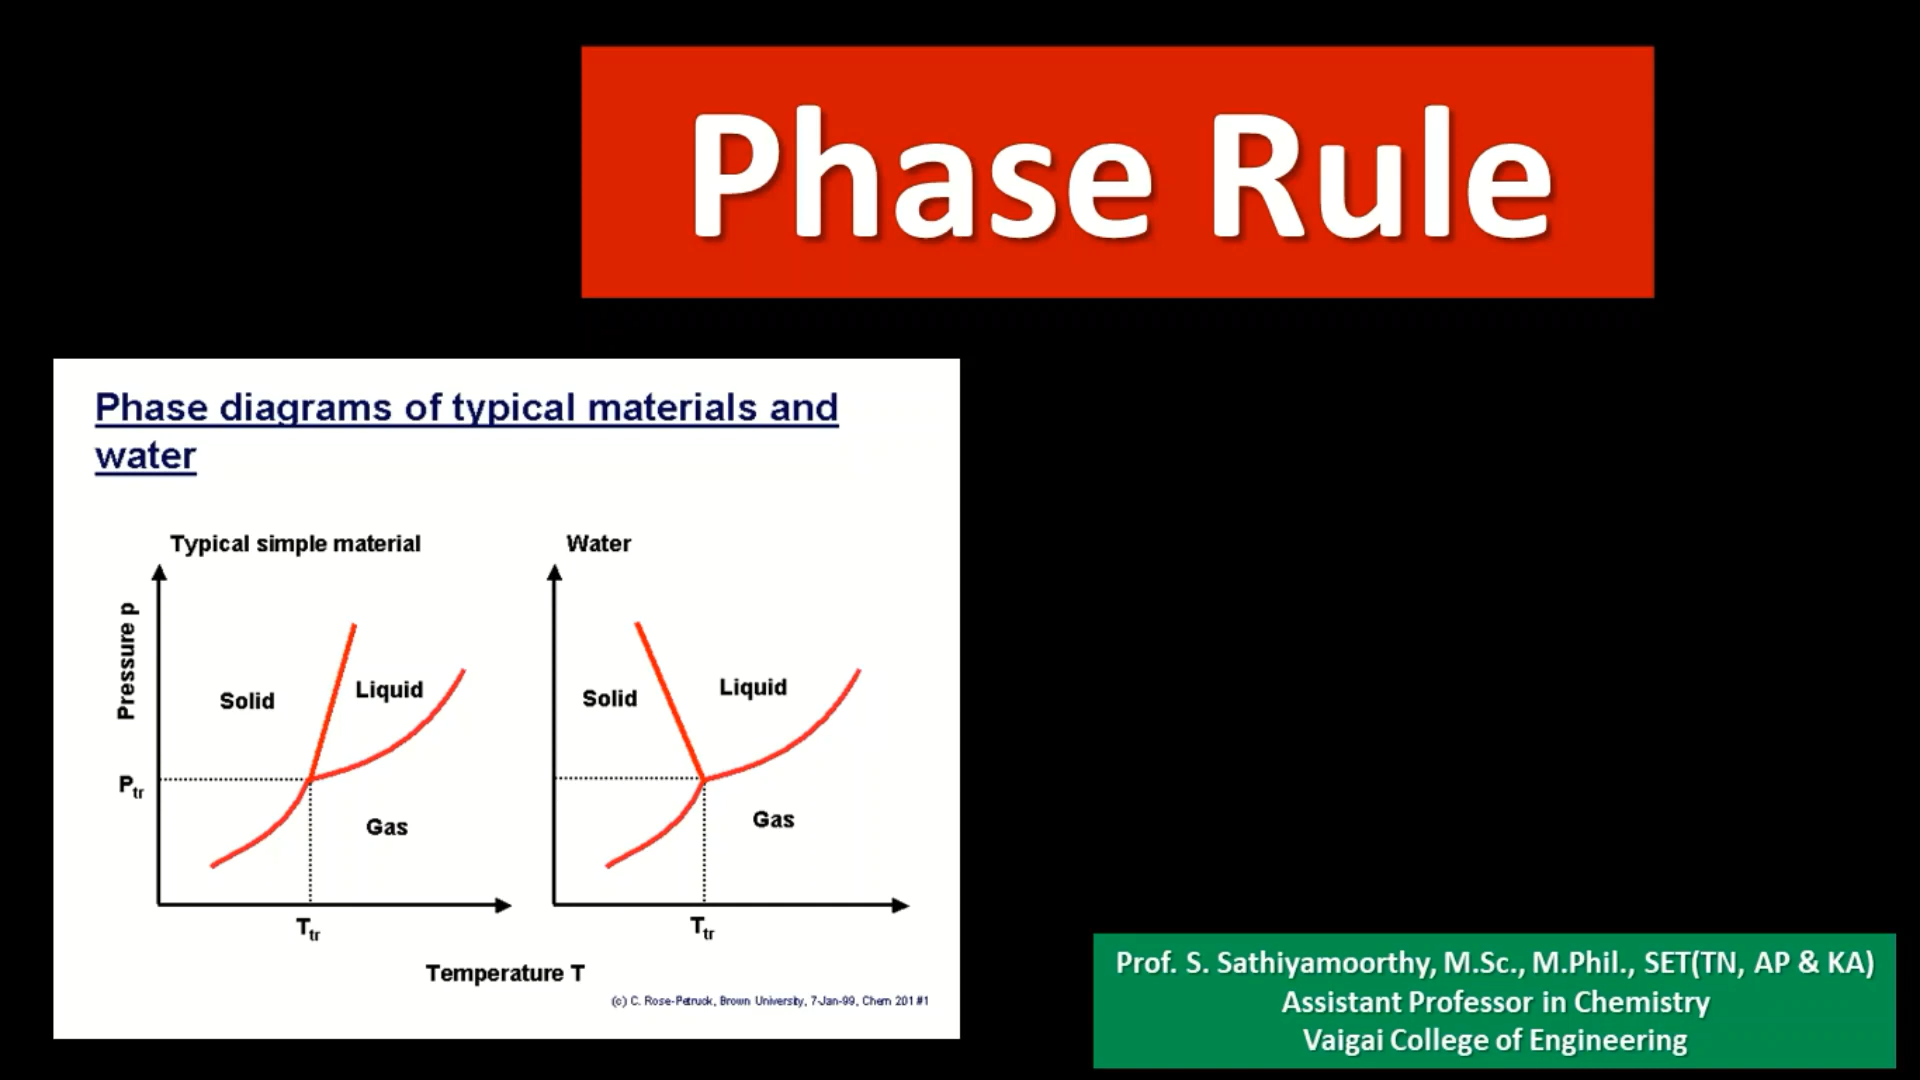 Phase Rule
Phase diagrams of typical materials and
water
Typical simple material
Water
Pressure p
Solid
Liquid
Solid
Liquid
Ptr
Gas
Gas
Ttr
Ttr
Temperature T
(c) C. Rose-Petruck, Brown University, 7-Jan-99, Chem 201 #1
Prof. S. Sathiyamoorthy, M.Sc., M.Phil., SET(TN, AP & KA)
Assistant Professor in Chemistry
Vaigai College of Engineering